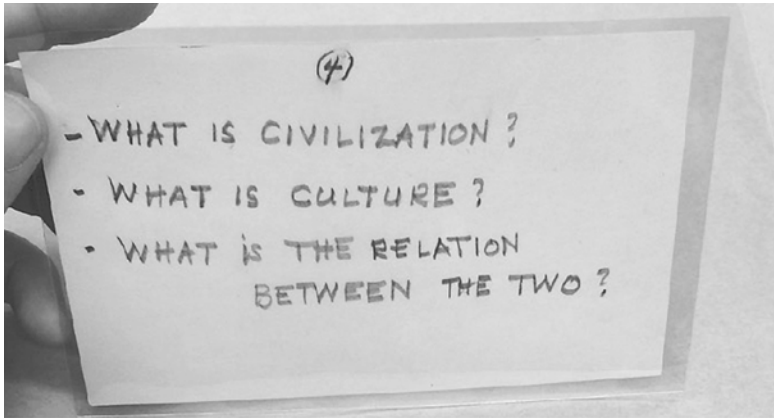 (4)
- WHAT IS CIVILIZATION?
- WHAT IS CULTURE?
- WHAT iS THE RELATION
BETWEEN THE TWO?